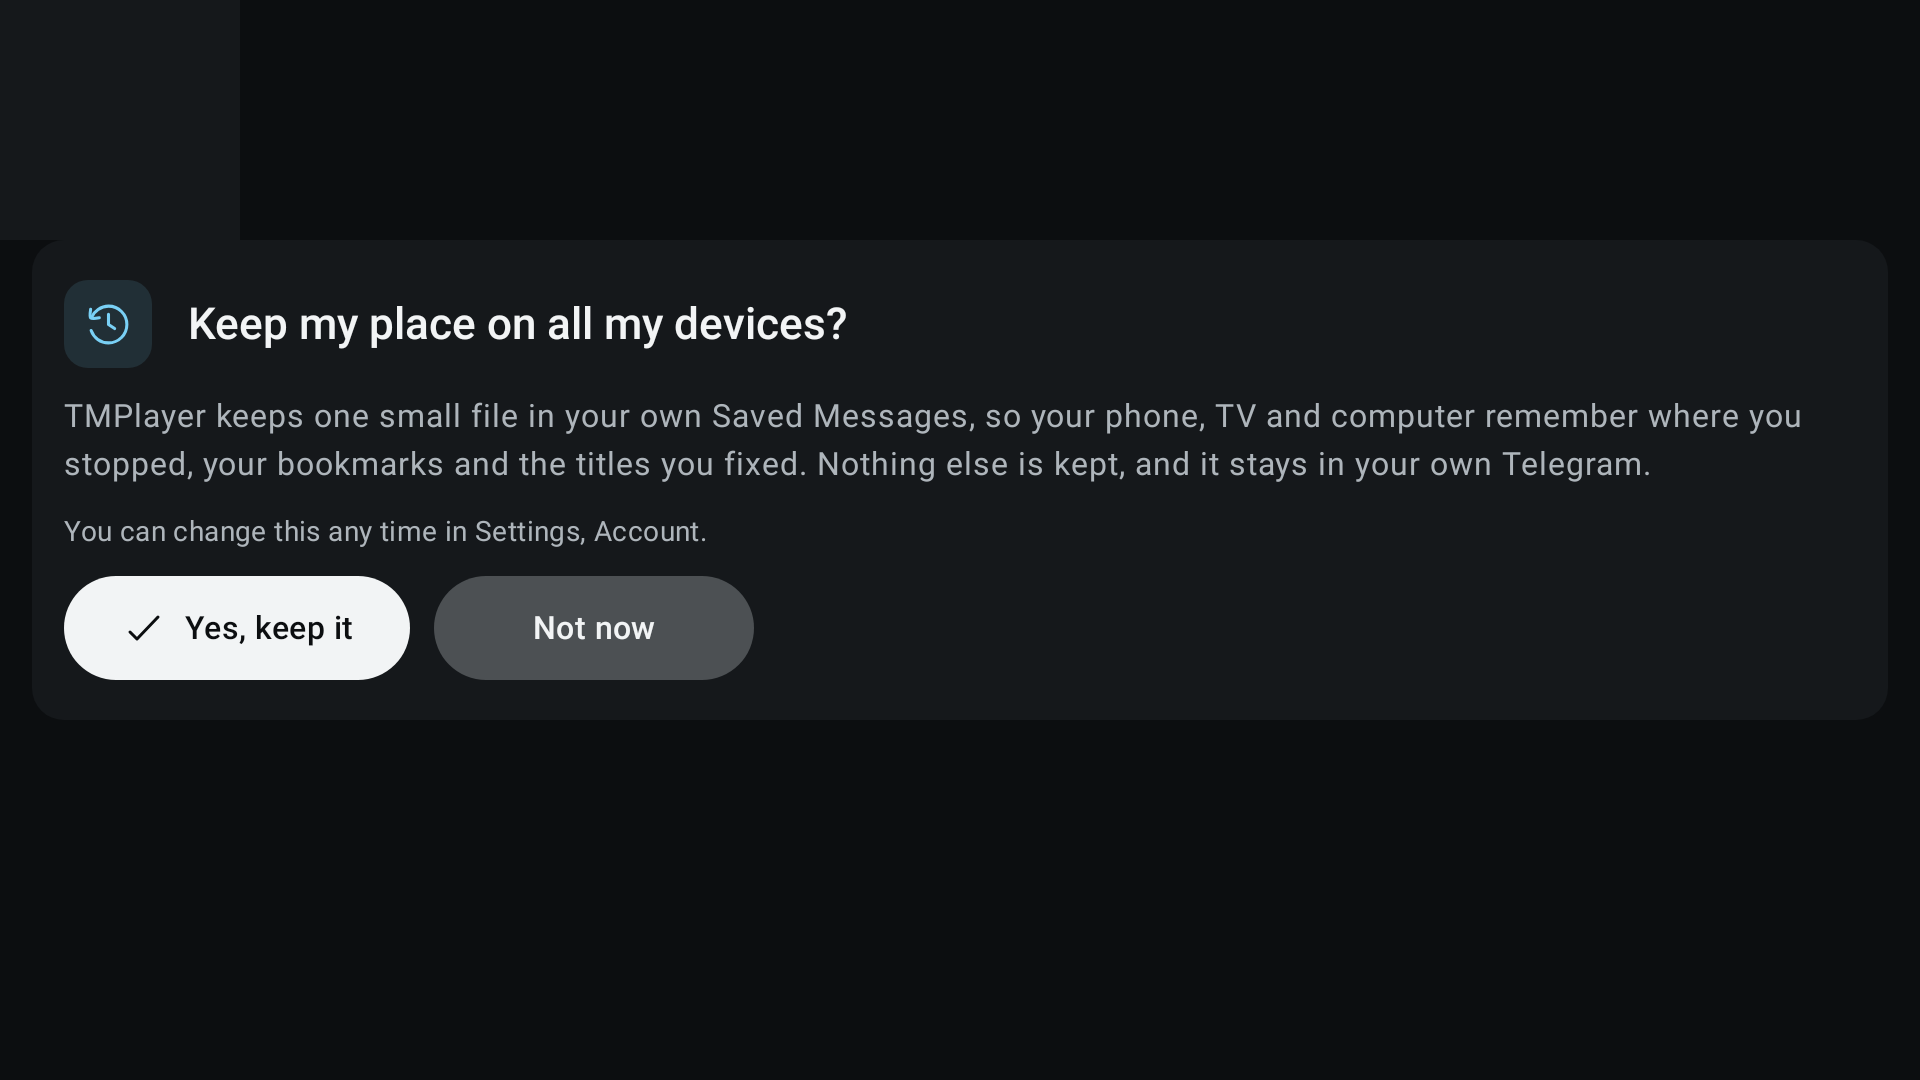 Keep my place on all my devices?
TMPlayer keeps one small file in your own Saved Messages, so your phone, TV and computer remember where you
stopped, your bookmarks and the titles you fixed. Nothing else is kept, and it stays in your own Telegram.
You can change this any time in Settings, Account.
Yes, keep it
Not now